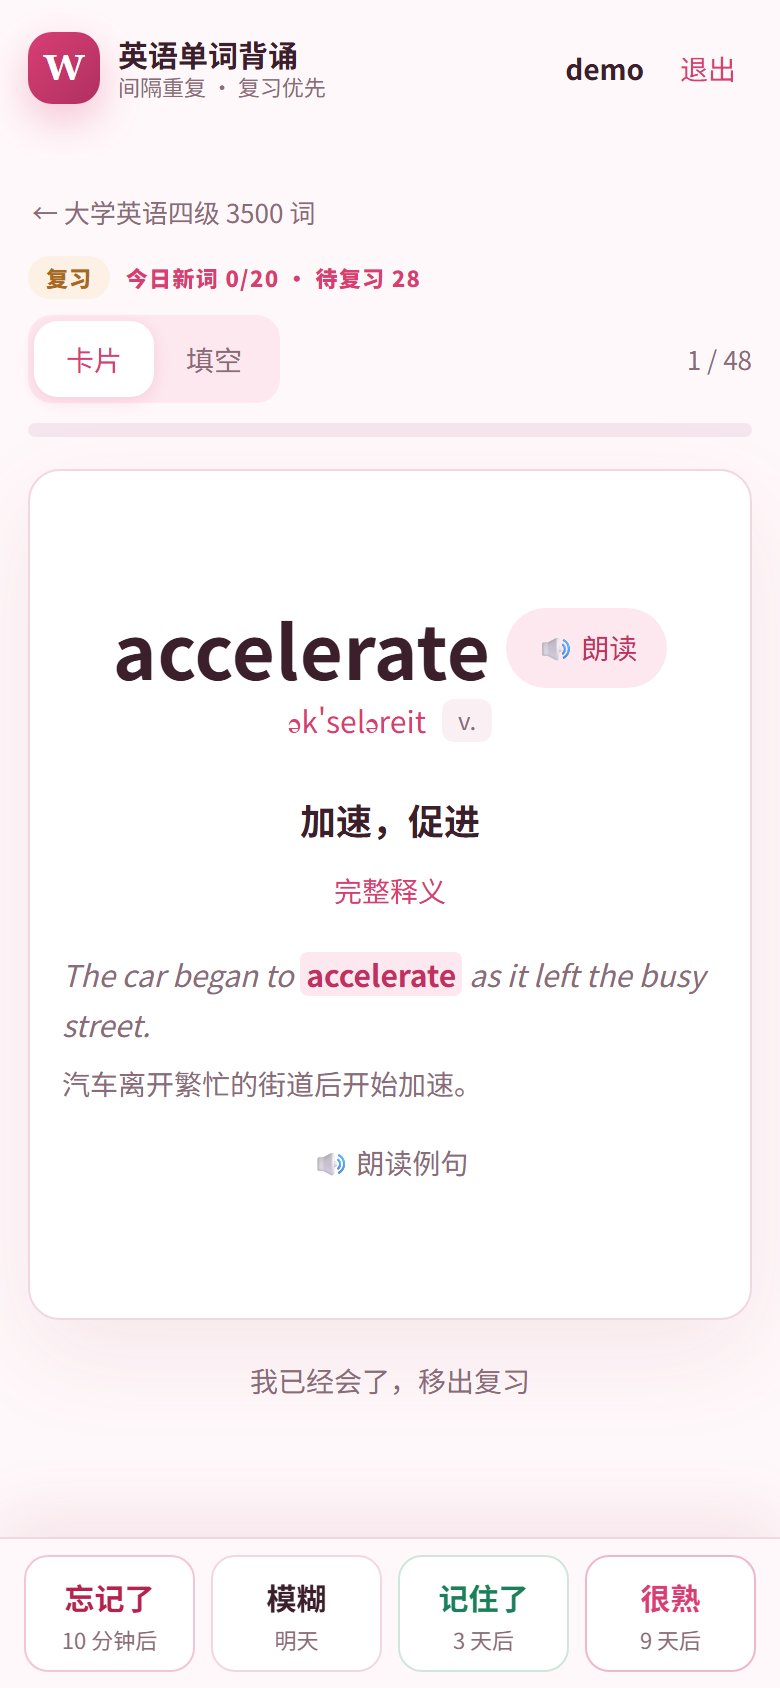 W
英语单词背诵
间隔重复 · 复习优先
demo 退出
← 大学英语四级 3500 词
复习 今日新词 0/20 · 待复习 28
卡片 填空 1 / 48
accelerate 朗读
ək'seləreit v.
加速，促进
完整释义
The car began to accelerate as it left the busy
street.
汽车离开繁忙的街道后开始加速。
朗读例句
我已经会了，移出复习
忘记了 模糊 记住了 很熟
10 分钟后 明天 3 天后 9 天后